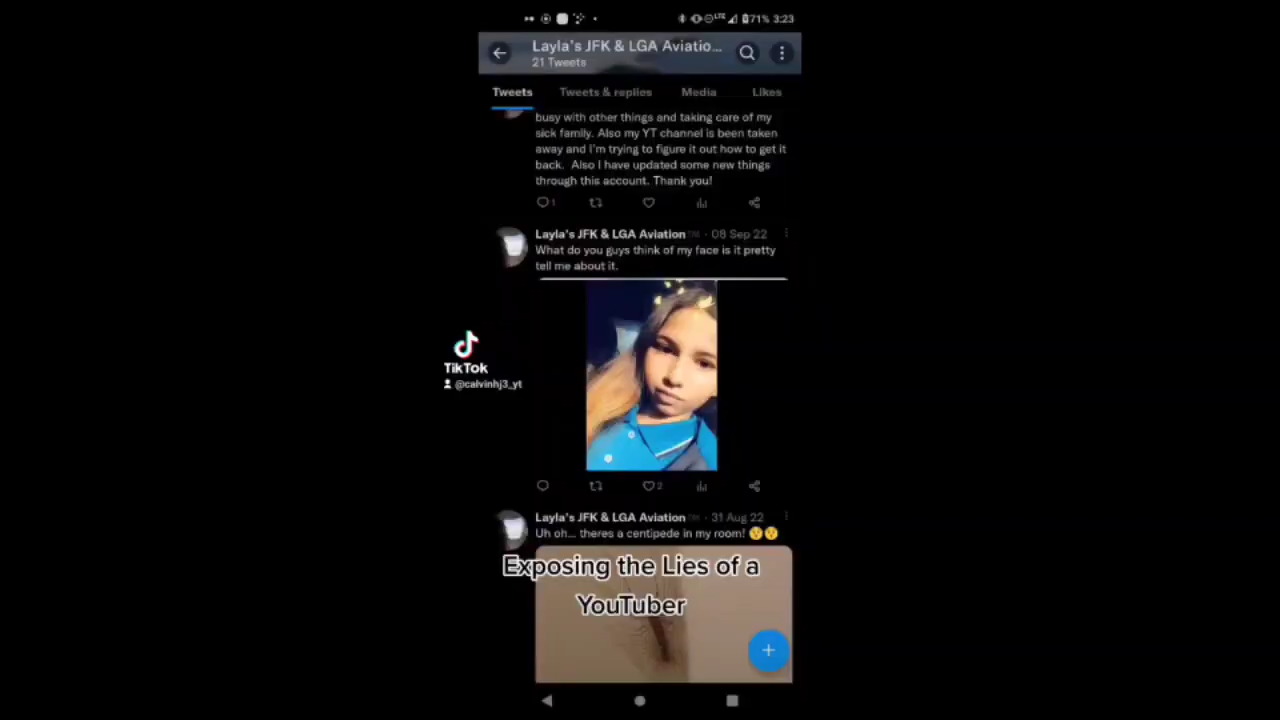 71% 3:23
Layla's JFK & LGA Aviatio...
21 Tweets
Tweets Tweets & replies Media Likes
busy with other things and taking care of my
sick family. Also my YT channel is been taken
away and I'm trying to figure it out how to get it
back. Also I have updated some new things
through this account. Thank you!
1
Layla's JFK & LGA Aviation™ · 08 Sep 22
What do you guys think of my face is it pretty
tell me about it.
TikTok
@calvinhj3_yt
2
Layla's JFK & LGA Aviation™ · 31 Aug 22
Uh oh... theres a centipede in my room! 😯😯
Exposing the Lies of a
YouTuber